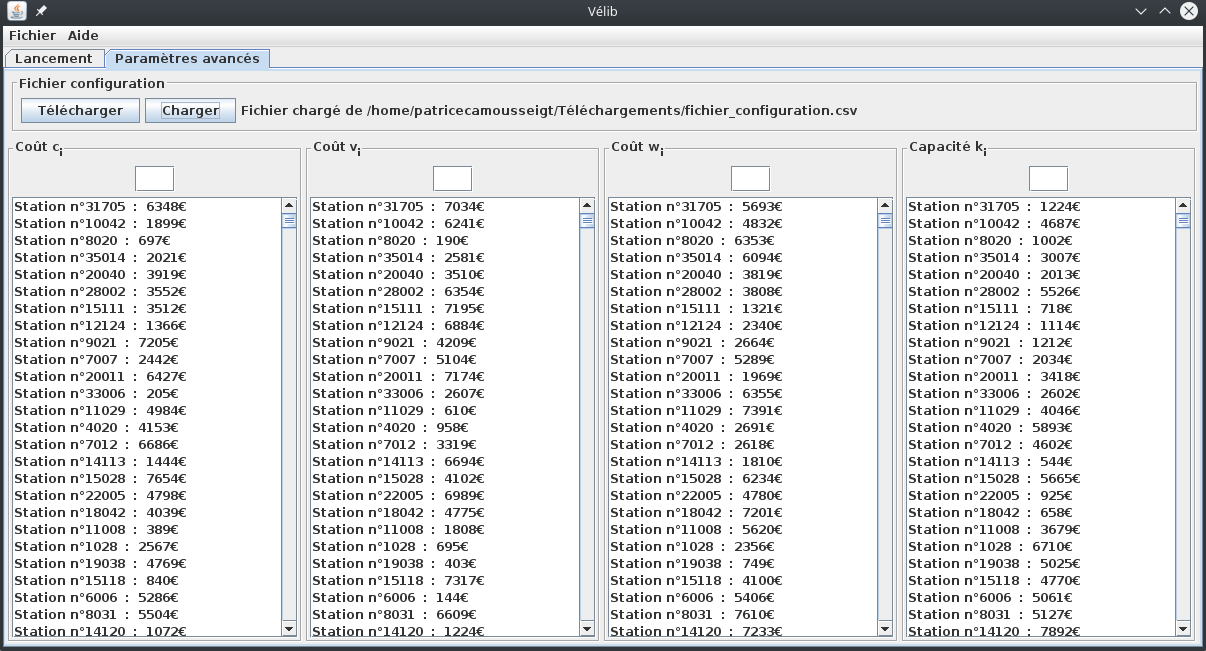 Vélib
Fichier Aide
Lancement Paramètres avancés
Fichier configuration
Télécharger Charger Fichier chargé de /home/patricecamousseigt/Téléchargements/fichier_configuration.csv
Coût ci
Station n°31705 : 6348€
Station n°10042 : 1899€
Station n°8020 : 697€
Station n°35014 : 2021€
Station n°20040 : 3919€
Station n°28002 : 3552€
Station n°15111 : 3512€
Station n°12124 : 1366€
Station n°9021 : 7205€
Station n°7007 : 2442€
Station n°20011 : 6427€
Station n°33006 : 205€
Station n°11029 : 4984€
Station n°4020 : 4153€
Station n°7012 : 6686€
Station n°14113 : 1444€
Station n°15028 : 7654€
Station n°22005 : 4798€
Station n°18042 : 4039€
Station n°11008 : 389€
Station n°1028 : 2567€
Station n°19038 : 4769€
Station n°15118 : 840€
Station n°6006 : 5286€
Station n°8031 : 5504€
Station n°14120 : 1072€
Coût vi
Station n°31705 : 7034€
Station n°10042 : 6241€
Station n°8020 : 190€
Station n°35014 : 2581€
Station n°20040 : 3510€
Station n°28002 : 6354€
Station n°15111 : 7195€
Station n°12124 : 6884€
Station n°9021 : 4209€
Station n°7007 : 5104€
Station n°20011 : 7174€
Station n°33006 : 2607€
Station n°11029 : 610€
Station n°4020 : 958€
Station n°7012 : 3319€
Station n°14113 : 6694€
Station n°15028 : 4102€
Station n°22005 : 6989€
Station n°18042 : 4775€
Station n°11008 : 1808€
Station n°1028 : 695€
Station n°19038 : 403€
Station n°15118 : 7317€
Station n°6006 : 144€
Station n°8031 : 6609€
Station n°14120 : 1224€
Coût wi
Station n°31705 : 5693€
Station n°10042 : 4832€
Station n°8020 : 6353€
Station n°35014 : 6094€
Station n°20040 : 3819€
Station n°28002 : 3808€
Station n°15111 : 1321€
Station n°12124 : 2340€
Station n°9021 : 2664€
Station n°7007 : 5289€
Station n°20011 : 1969€
Station n°33006 : 6355€
Station n°11029 : 7391€
Station n°4020 : 2691€
Station n°7012 : 2618€
Station n°14113 : 1810€
Station n°15028 : 6234€
Station n°22005 : 4780€
Station n°18042 : 7201€
Station n°11008 : 5620€
Station n°1028 : 2356€
Station n°19038 : 749€
Station n°15118 : 4100€
Station n°6006 : 5406€
Station n°8031 : 7610€
Station n°14120 : 7233€
Capacité ki
Station n°31705 : 1224€
Station n°10042 : 4687€
Station n°8020 : 1002€
Station n°35014 : 3007€
Station n°20040 : 2013€
Station n°28002 : 5526€
Station n°15111 : 718€
Station n°12124 : 1114€
Station n°9021 : 1212€
Station n°7007 : 2034€
Station n°20011 : 3418€
Station n°33006 : 2602€
Station n°11029 : 4046€
Station n°4020 : 5893€
Station n°7012 : 4602€
Station n°14113 : 544€
Station n°15028 : 5665€
Station n°22005 : 925€
Station n°18042 : 658€
Station n°11008 : 3679€
Station n°1028 : 6710€
Station n°19038 : 5025€
Station n°15118 : 4770€
Station n°6006 : 5061€
Station n°8031 : 5127€
Station n°14120 : 7892€